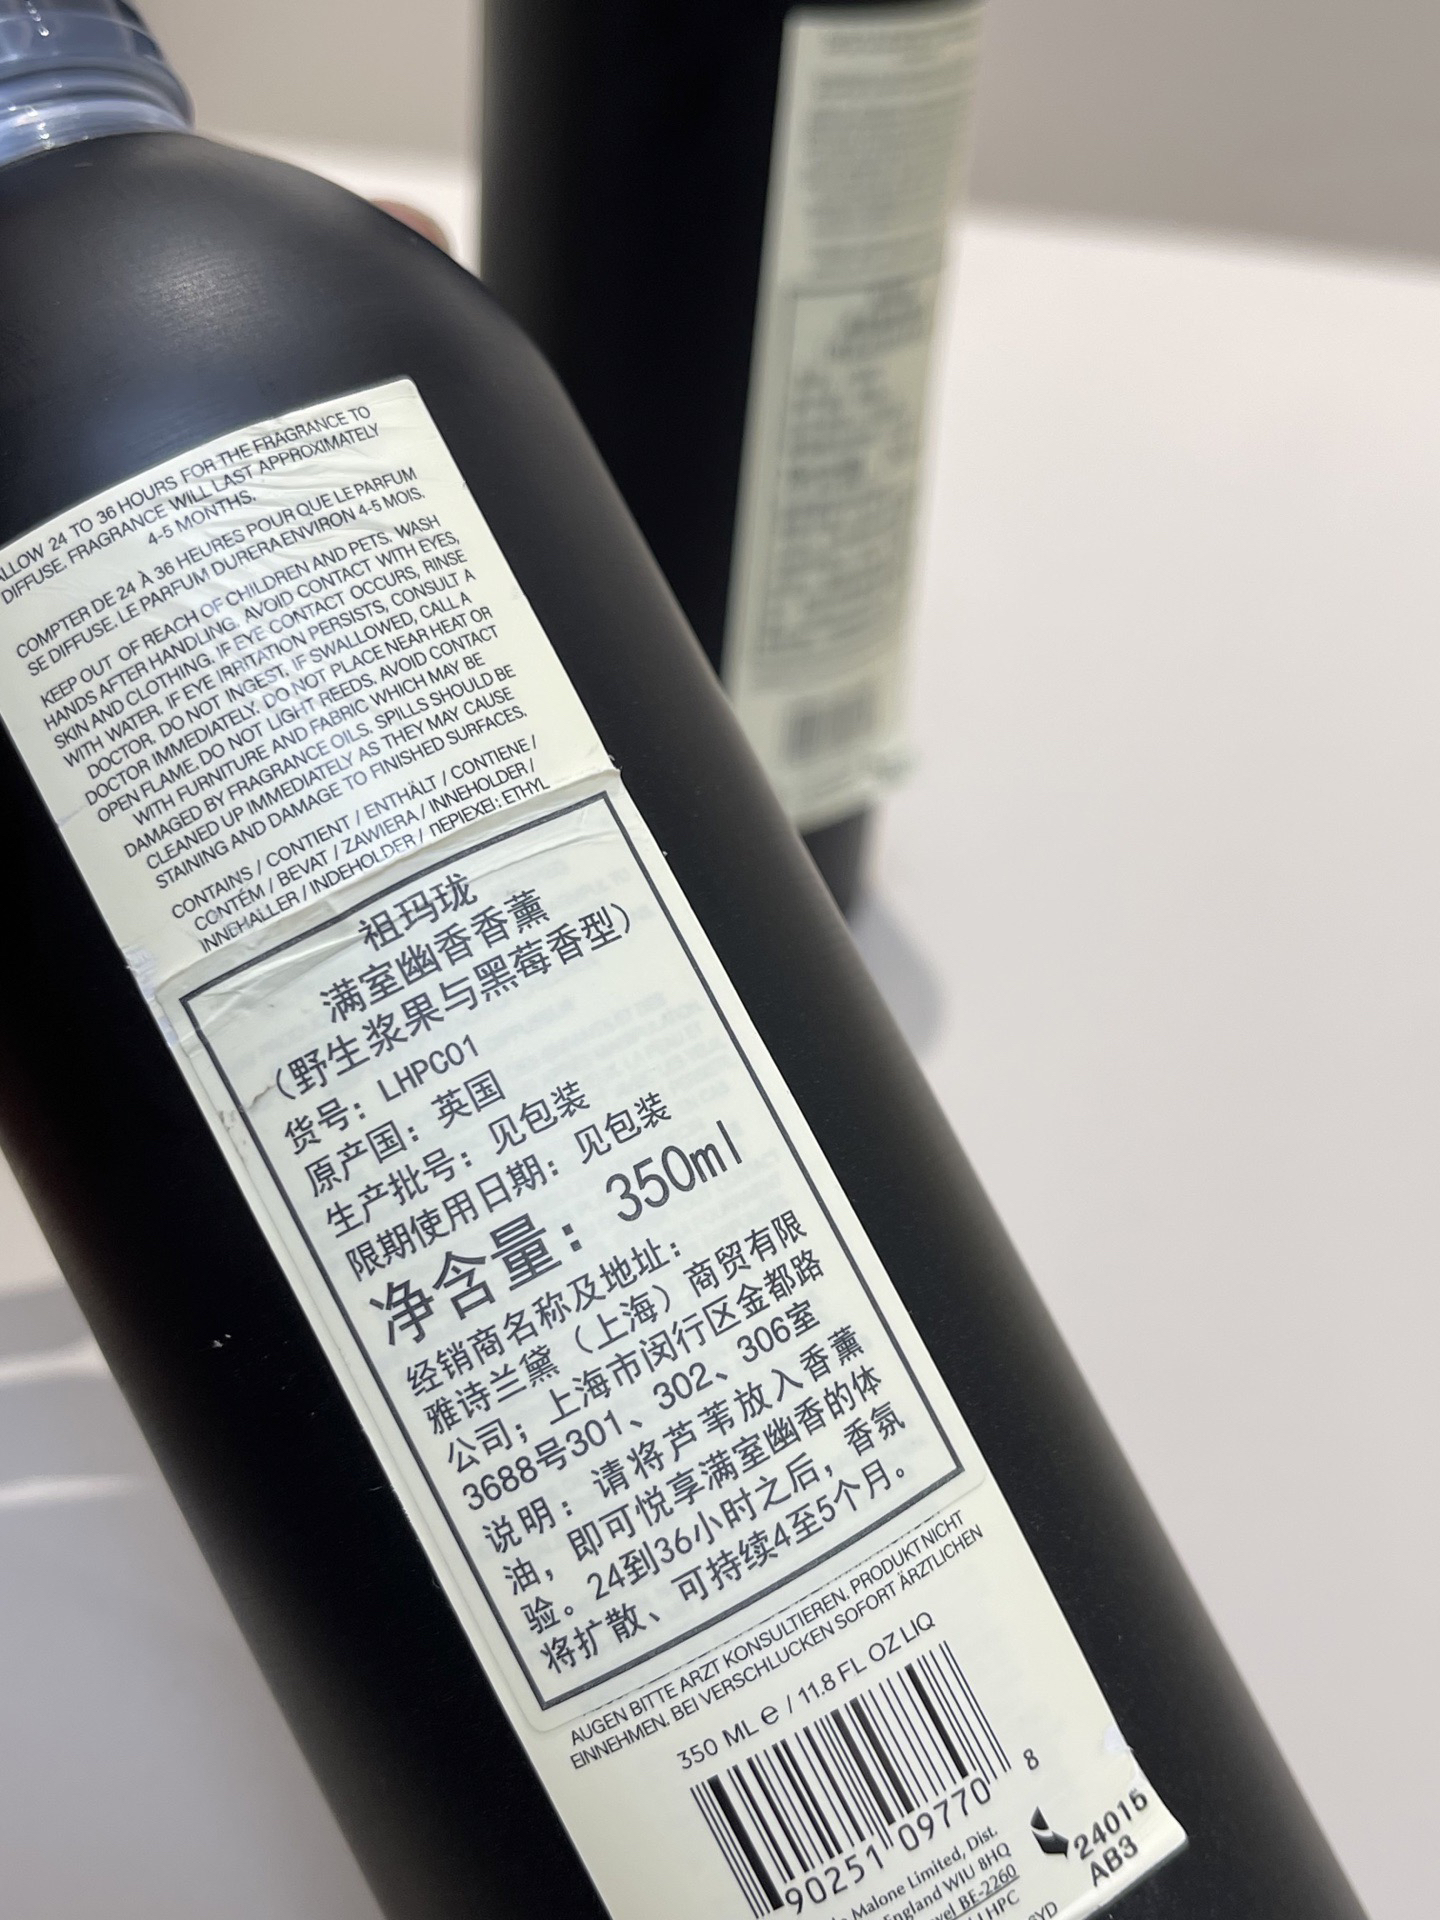 ALLOW 24 TO 36 HOURS FOR THE FRAGRANCE TO
DIFFUSE. FRAGRANCE WILL LAST APPROXIMATELY
4-5 MONTHS.
COMPTER DE 24 À 36 HEURES POUR QUE LE PARFUM
SE DIFFUSE. LE PARFUM DURERA ENVIRON 4-5 MOIS.
KEEP OUT OF REACH OF CHILDREN AND PETS. WASH
HANDS AFTER HANDLING. AVOID CONTACT WITH EYES,
SKIN AND CLOTHING. IF EYE CONTACT OCCURS, RINSE
WITH WATER. IF EYE IRRITATION PERSISTS, CONSULT A
DOCTOR. DO NOT INGEST. IF SWALLOWED, CALL A
DOCTOR IMMEDIATELY. DO NOT PLACE NEAR HEAT OR
OPEN FLAME. DO NOT LIGHT REEDS. AVOID CONTACT
WITH FURNITURE AND FABRIC WHICH MAY BE
DAMAGED BY FRAGRANCE OILS. SPILLS SHOULD BE
CLEANED UP IMMEDIATELY AS THEY MAY CAUSE
STAINING AND DAMAGE TO FINISHED SURFACES.
CONTAINS / CONTIENT / ENTHÄLT / CONTIENE /
CONTÉM / BEVAT / ZAWIERA / INNEHOLDER /
INNEHÅLLER / INDEHOLDER / ΠΕΡΙΕΧΕΙ: ETHYL
祖玛珑
满室幽香香薰
（野生浆果与黑莓香型）
货号：LHPC01
原产国：英国
生产批号：见包装
限期使用日期：见包装
净含量：350ml
经销商名称及地址：
雅诗兰黛（上海）商贸有限
公司；上海市闵行区金都路
3688号301、302、306室
说明：请将芦苇放入香薰
油，即可悦享满室幽香的体
验。24到36小时之后，香氛
将扩散、可持续4至5个月。
AUGEN BITTE ARZT KONSULTIEREN. PRODUKT NICHT
EINNEHMEN. BEI VERSCHLUCKEN SOFORT ÄRZTLICHEN
350 ML e / 11.8 FL OZ LIQ
90251 09770 8
24015
AB3
Malone Limited, Dist.
England W1U 8HQ
BE-2260
LHPC